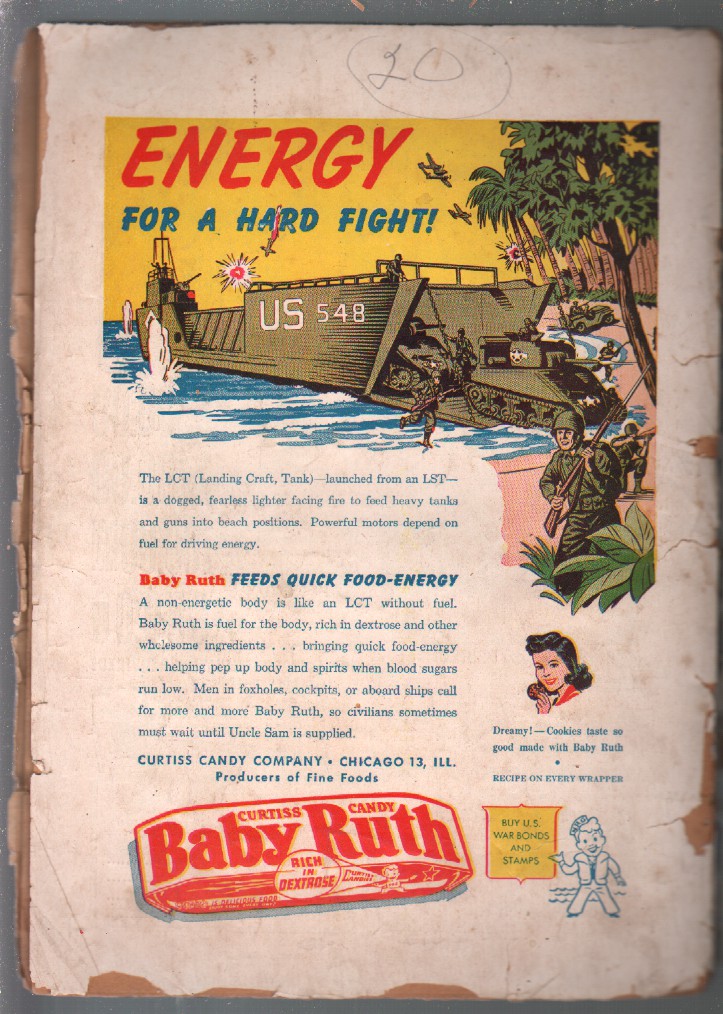 20
ENERGY
FOR A HARD FIGHT!
US 548
The LCT (Landing Craft, Tank)—launched from an LST—
is a dogged, fearless lighter facing fire to feed heavy tanks
and guns into beach positions. Powerful motors depend on
fuel for driving energy.
Baby Ruth FEEDS QUICK FOOD-ENERGY
A non-energetic body is like an LCT without fuel.
Baby Ruth is fuel for the body, rich in dextrose and other
wholesome ingredients . . . bringing quick food-energy
. . . helping pep up body and spirits when blood sugars
run low. Men in foxholes, cockpits, or aboard ships call
for more and more Baby Ruth, so civilians sometimes
must wait until Uncle Sam is supplied.
CURTISS CANDY COMPANY • CHICAGO 13, ILL.
Producers of Fine Foods
Dreamy!—Cookies taste so
good made with Baby Ruth
•
RECIPE ON EVERY WRAPPER
CURTISS CANDY
Baby Ruth
RICH
IN
DEXTROSE
CURTISS
CANDIES
IS DELICIOUS FOOD
BUY U.S.
WAR BONDS
AND
STAMPS